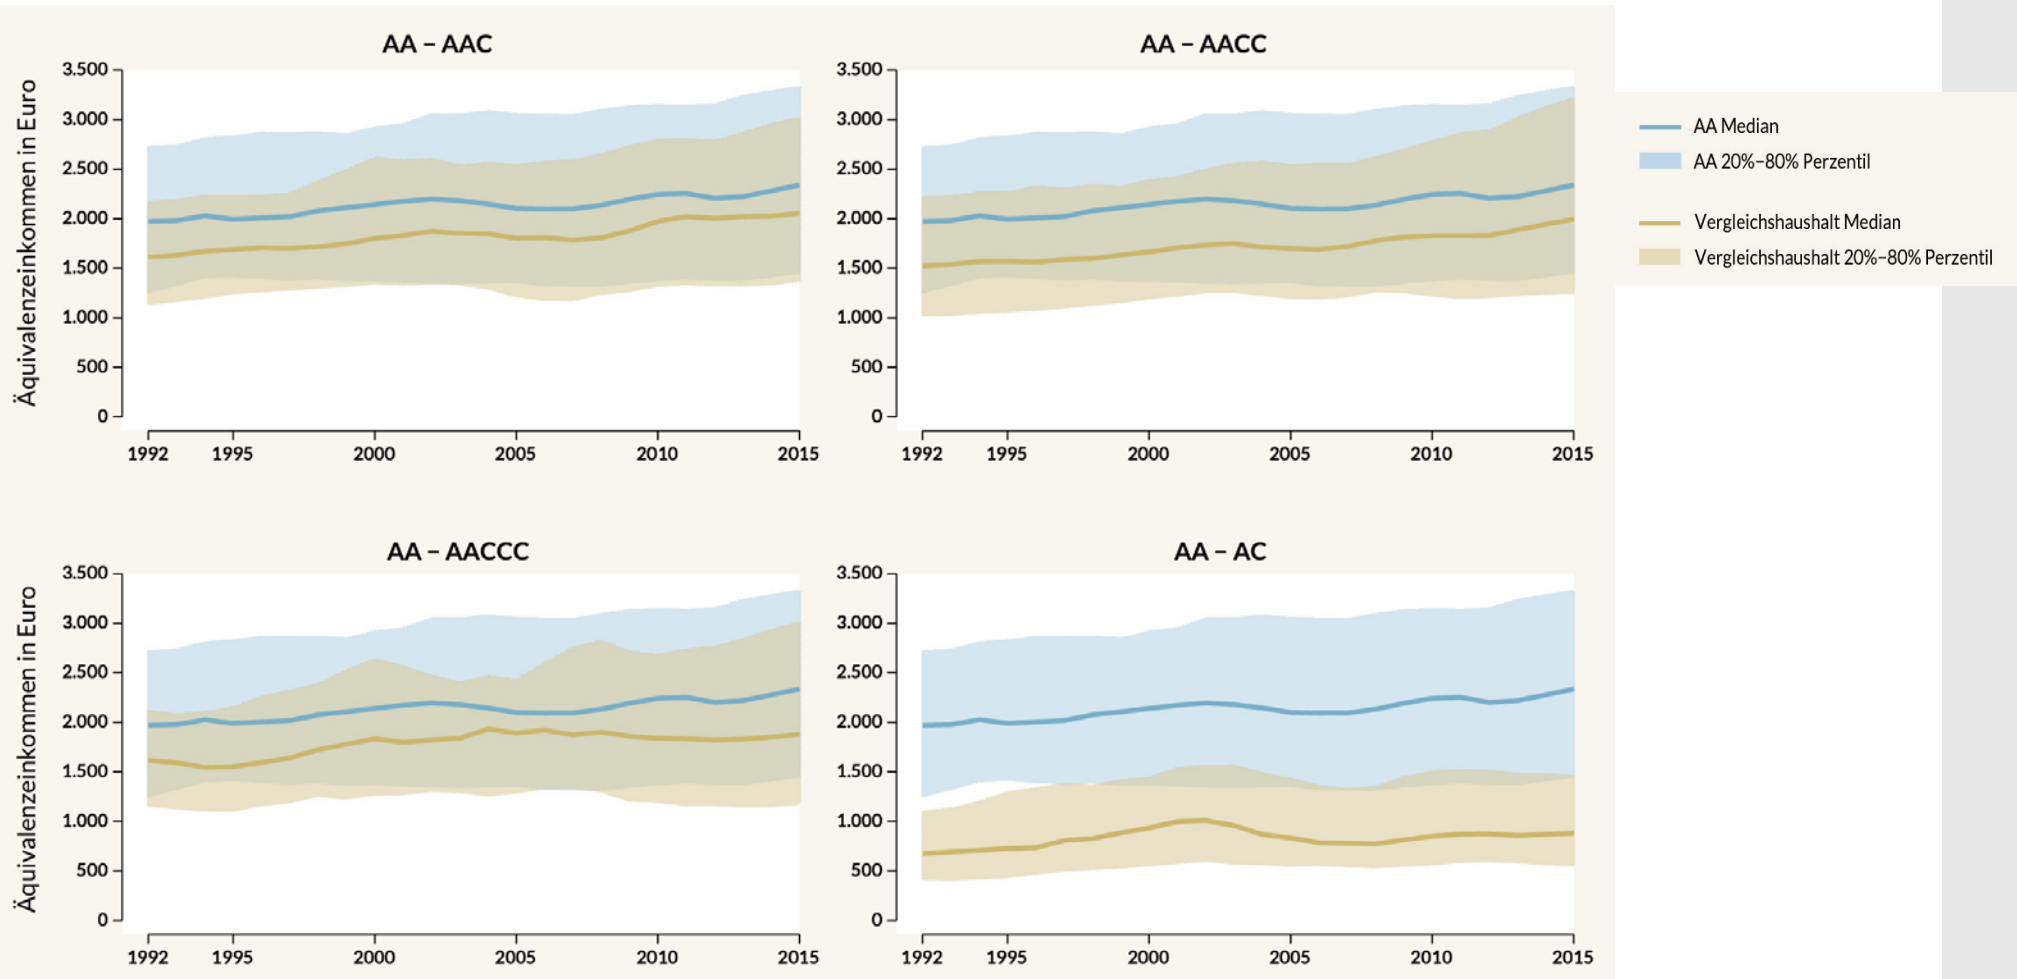 AA – AAC
Äquivalenzeinkommen in Euro
3.500
3.000
2.500
2.000
1.500
1.000
500
0
1992 1995 2000 2005 2010 2015
AA – AACC
3.500
3.000
2.500
2.000
1.500
1.000
500
0
1992 1995 2000 2005 2010 2015
AA Median
AA 20%–80% Perzentil
Vergleichshaushalt Median
Vergleichshaushalt 20%–80% Perzentil
AA – AACCC
Äquivalenzeinkommen in Euro
3.500
3.000
2.500
2.000
1.500
1.000
500
0
1992 1995 2000 2005 2010 2015
AA – AC
3.500
3.000
2.500
2.000
1.500
1.000
500
0
1992 1995 2000 2005 2010 2015